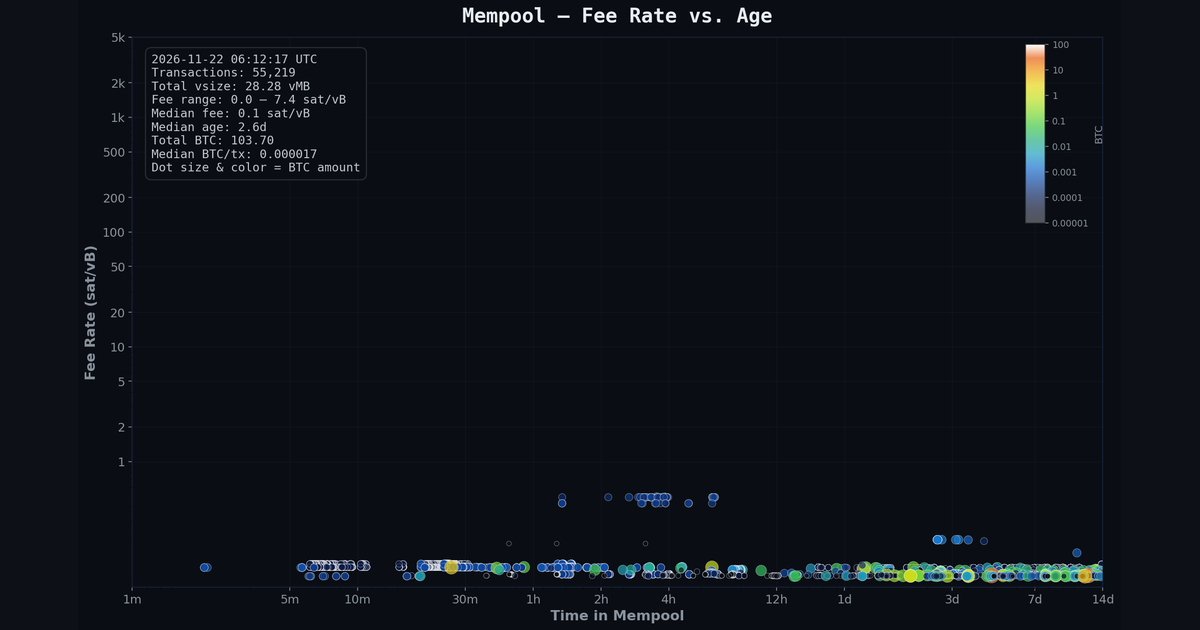 Mempool — Fee Rate vs. Age
2026-11-22 06:12:17 UTC
Transactions: 55,219
Total vsize: 28.28 vMB
Fee range: 0.0 – 7.4 sat/vB
Median fee: 0.1 sat/vB
Median age: 2.6d
Total BTC: 103.70
Median BTC/tx: 0.000017
Dot size & color = BTC amount
100
10
1
0.1
0.01
0.001
0.0001
0.00001
BTC
Fee Rate (sat/vB)
5k
2k
1k
500
200
100
50
20
10
5
2
1
1m
5m
10m
30m
1h
2h
4h
12h
1d
3d
7d
14d
Time in Mempool